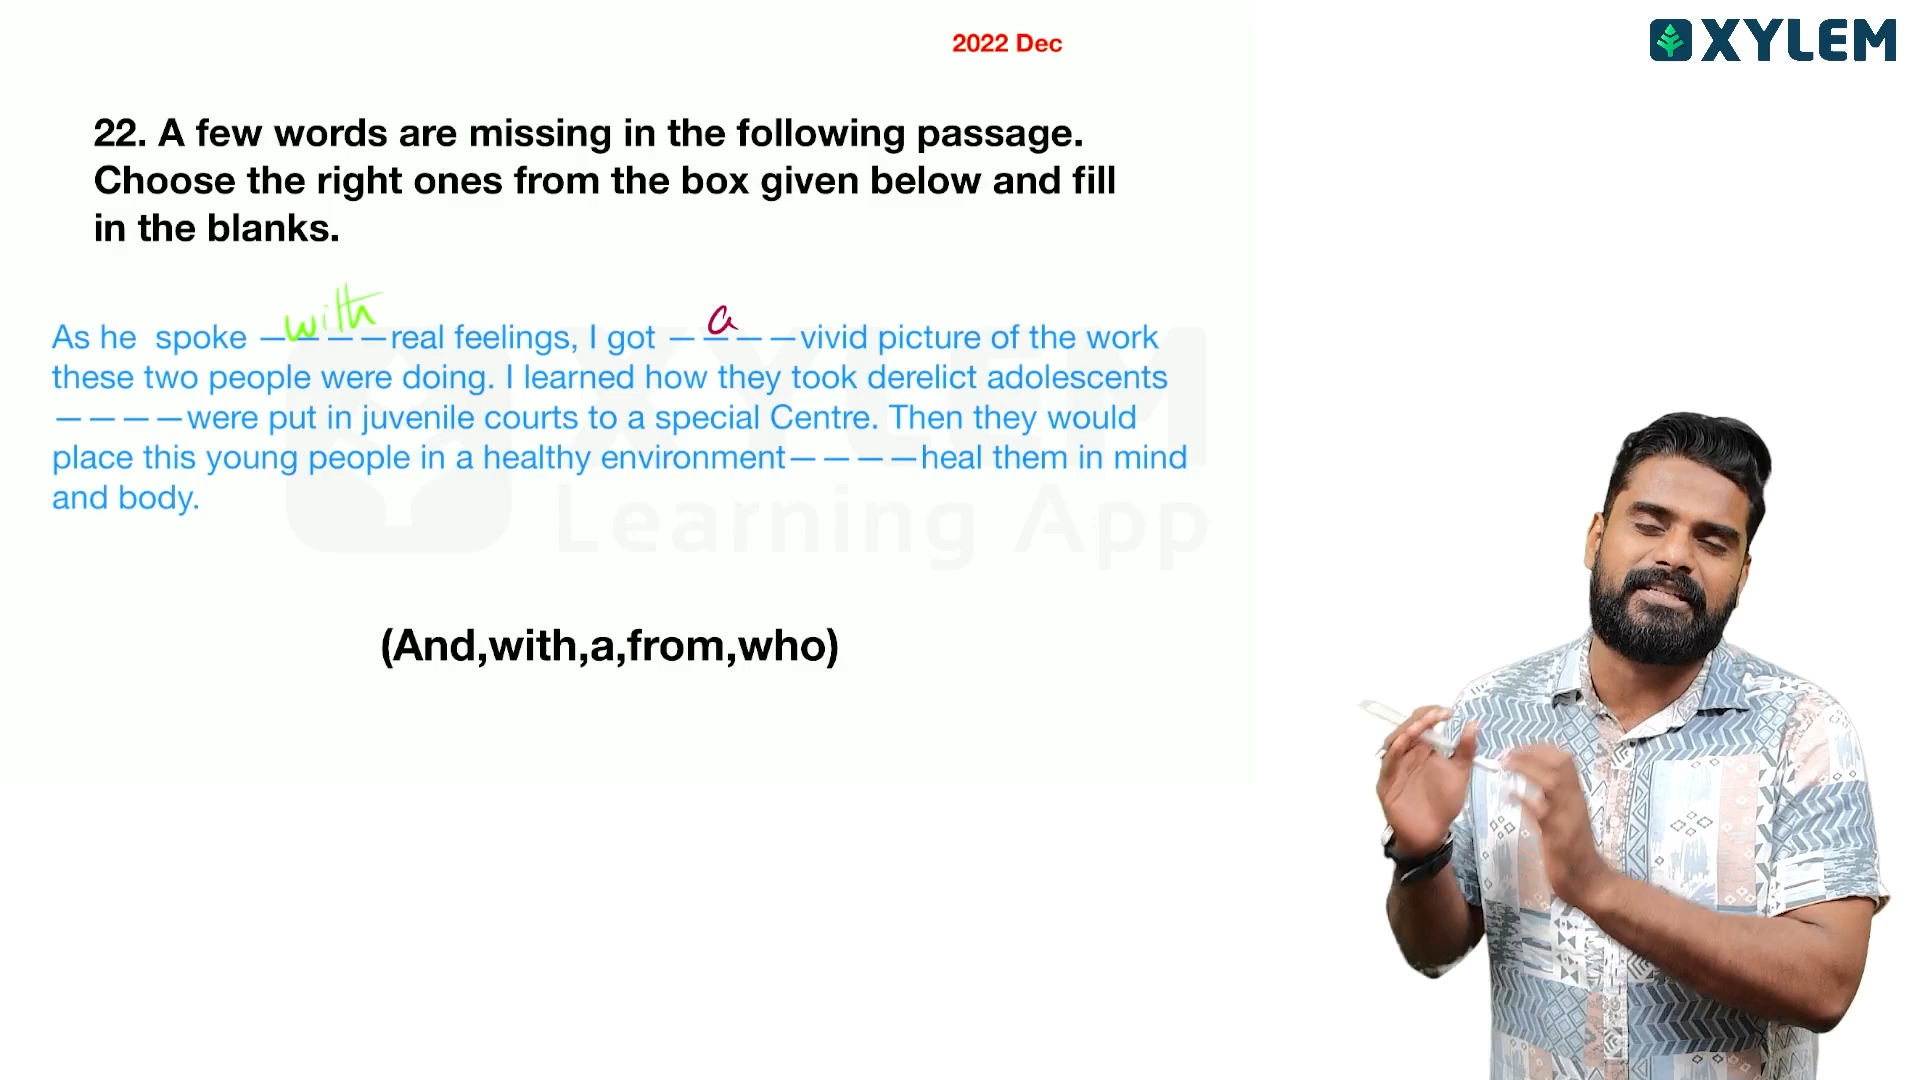 2022 Dec
XYLEM
22. A few words are missing in the following passage.
Choose the right ones from the box given below and fill
in the blanks.
with
a
As he spoke ————real feelings, I got ————vivid picture of the work
these two people were doing. I learned how they took derelict adolescents
————were put in juvenile courts to a special Centre. Then they would
place this young people in a healthy environment————heal them in mind
and body.
XYLEM
Learning App
(And,with,a,from,who)